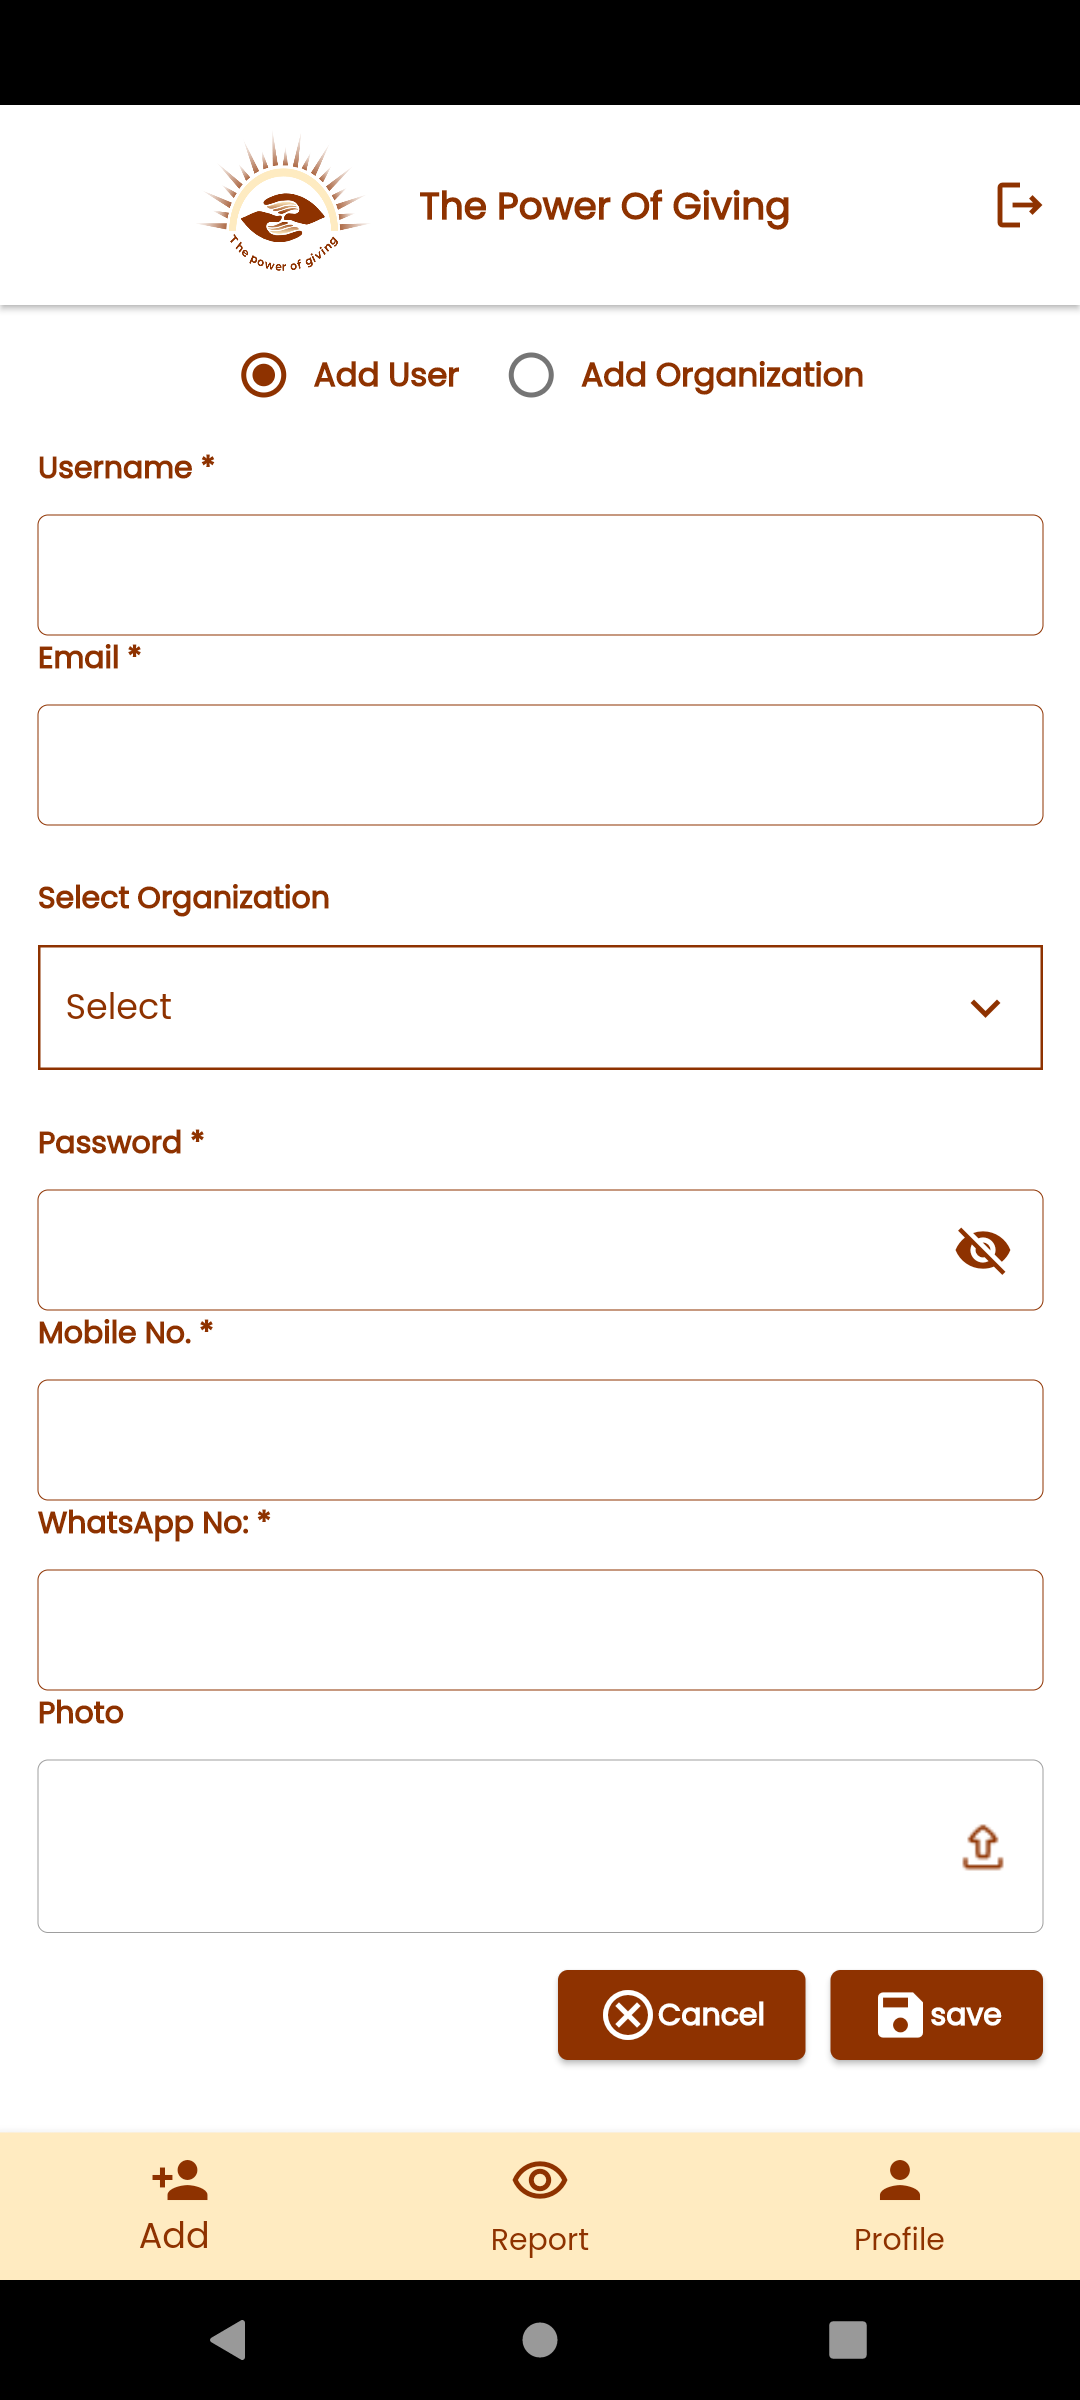 The power of giving
The Power Of Giving
Add User Add Organization
Username *
Email *
Select Organization
Select
Password *
Mobile No. *
WhatsApp No: *
Photo
Cancel save
Add Report Profile